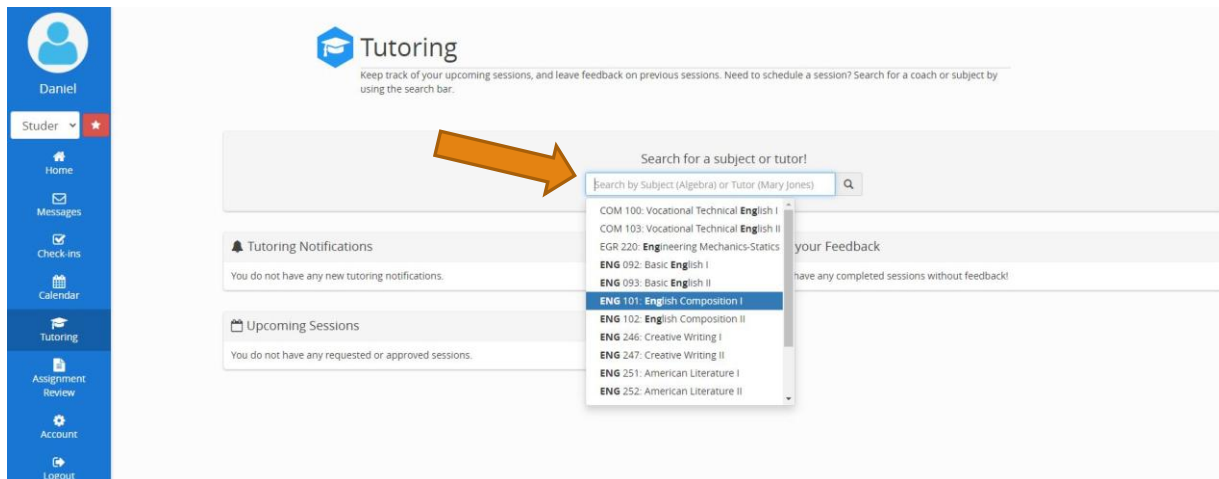 Daniel
Studer
Home
Messages
Check-ins
Calendar
Tutoring
Assignment
Review
Account
Logout
Tutoring
Keep track of your upcoming sessions, and leave feedback on previous sessions. Need to schedule a session? Search for a coach or subject by
using the search bar.
Search for a subject or tutor!
Search by Subject (Algebra) or Tutor (Mary Jones)
COM 100: Vocational Technical English I
COM 103: Vocational Technical English II
EGR 220: Engineering Mechanics-Statics
ENG 092: Basic English I
ENG 093: Basic English II
ENG 101: English Composition I
ENG 102: English Composition II
ENG 246: Creative Writing I
ENG 247: Creative Writing II
ENG 251: American Literature I
ENG 252: American Literature II
Tutoring Notifications
You do not have any new tutoring notifications.
your Feedback
have any completed sessions without feedback!
Upcoming Sessions
You do not have any requested or approved sessions.